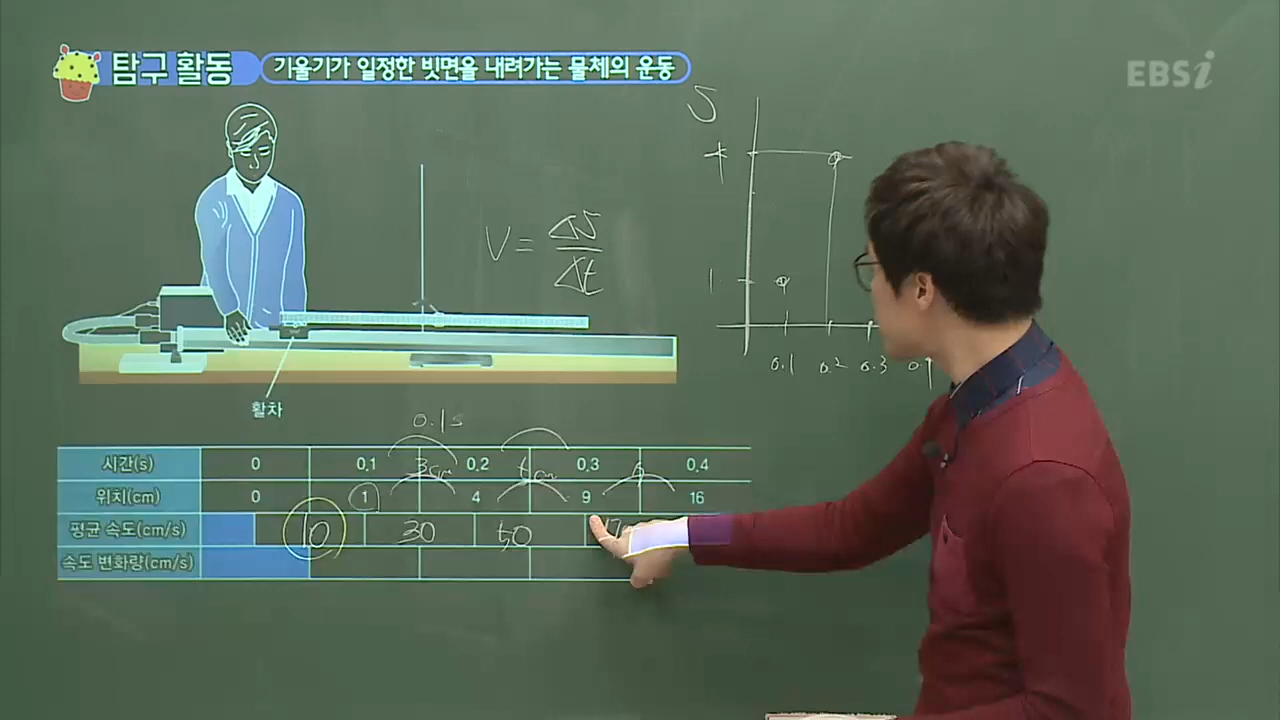 탐구 활동
기울기가 일정한 빗면을 내려가는 물체의 운동
EBSi
S
4
1
0.1 0.2 0.3
V = ΔS/Δt
활차
0.1s
시간(s) 0 0.1 3cm 0.2 0.3 0.4
위치(cm) 0 1 4 9 16
평균 속도(cm/s) 10 30 50
속도 변화량(cm/s)